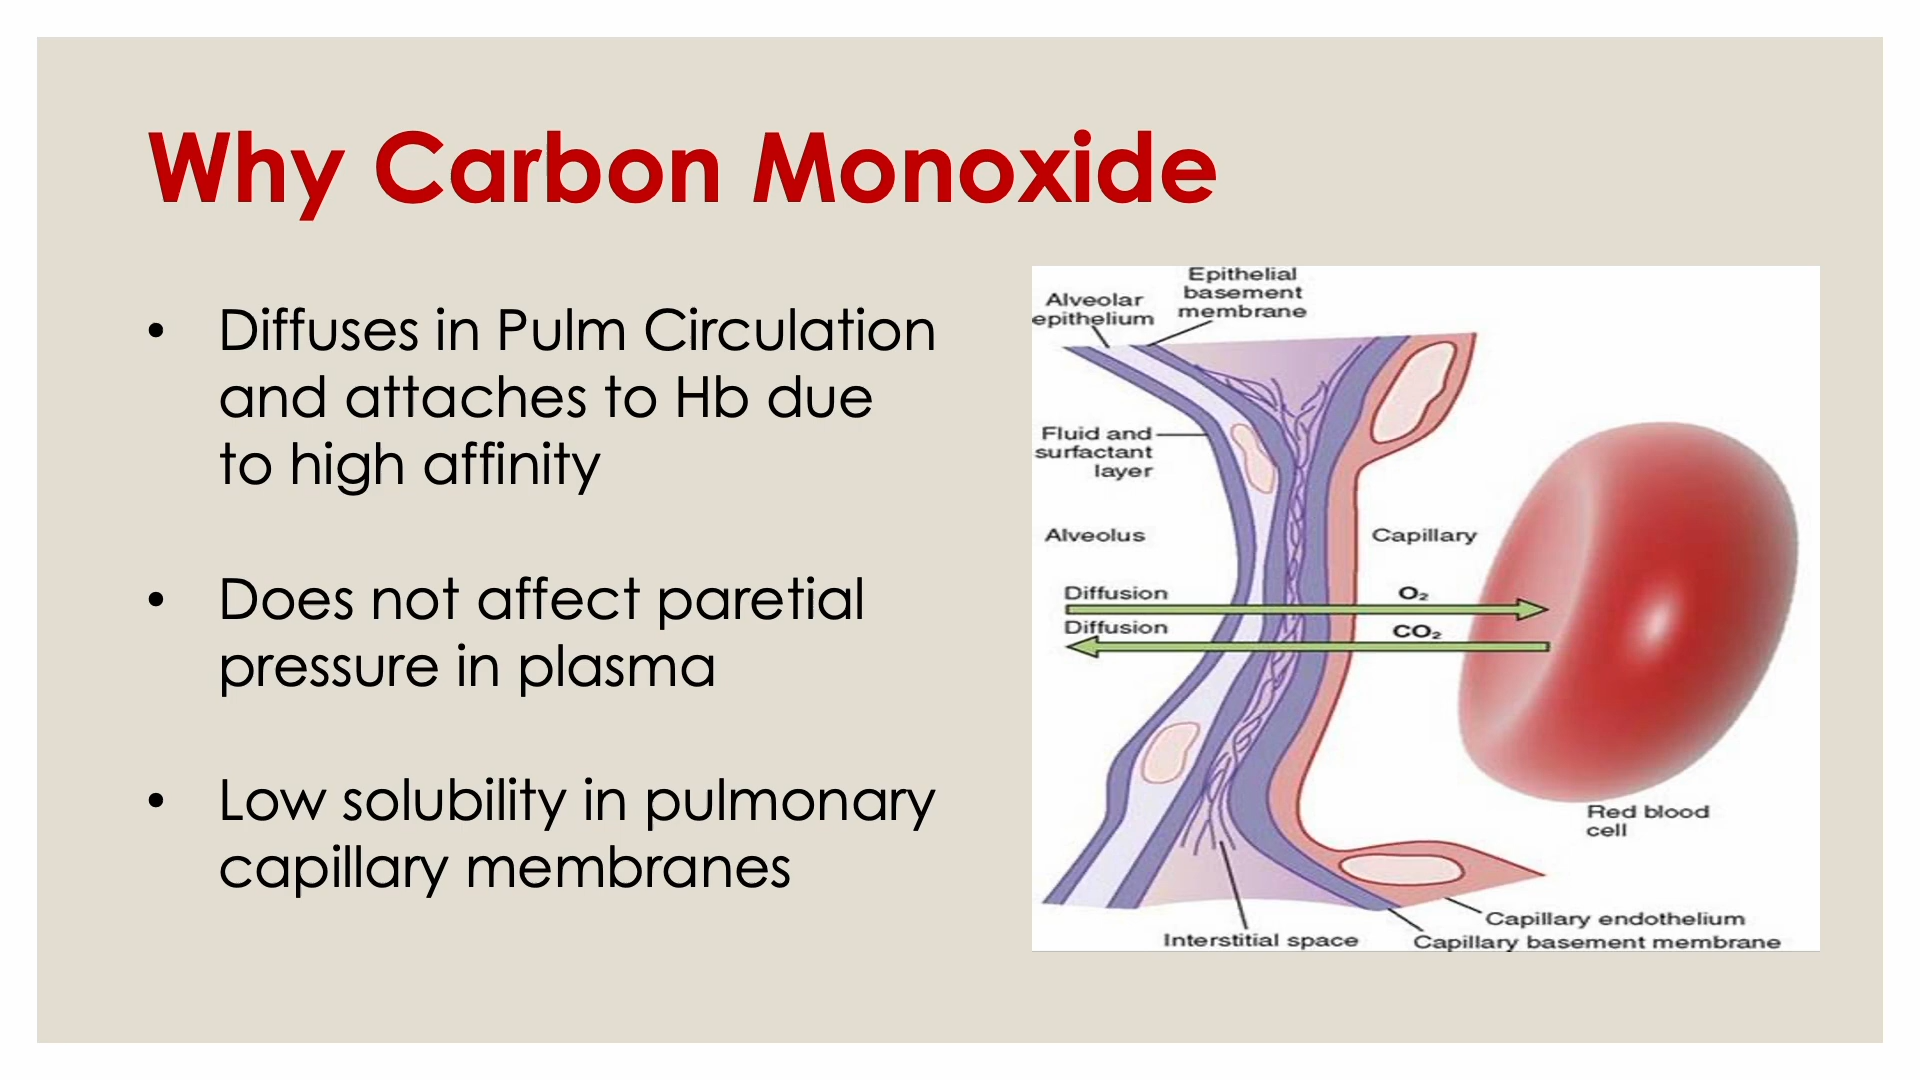 Why Carbon Monoxide
• Diffuses in Pulm Circulation
and attaches to Hb due
to high affinity
• Does not affect paretial
pressure in plasma
• Low solubility in pulmonary
capillary membranes
Epithelial
basement
membrane
Alveolar
epithelium
Fluid and
surfactant
layer
Alveolus
Capillary
Diffusion
O₂
Diffusion
CO₂
Red blood
cell
Capillary endothelium
Interstitial space
Capillary basement membrane